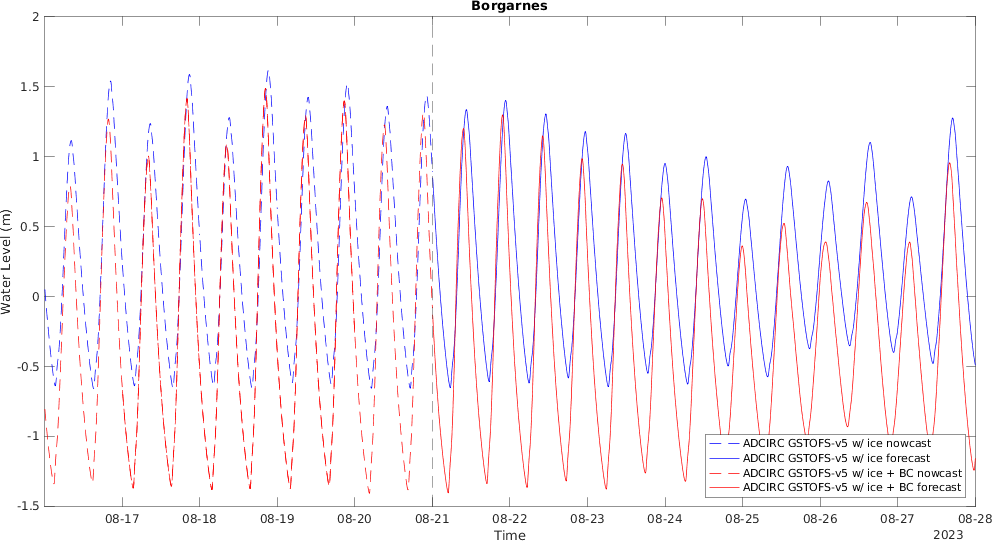 Borgarnes
2
1.5
1
0.5
0
-0.5
-1
-1.5
Water Level (m)
08-17 08-18 08-19 08-20 08-21 08-22 08-23 08-24 08-25 08-26 08-27 08-28
Time
2023
ADCIRC GSTOFS-v5 w/ ice nowcast
ADCIRC GSTOFS-v5 w/ ice forecast
ADCIRC GSTOFS-v5 w/ ice + BC nowcast
ADCIRC GSTOFS-v5 w/ ice + BC forecast